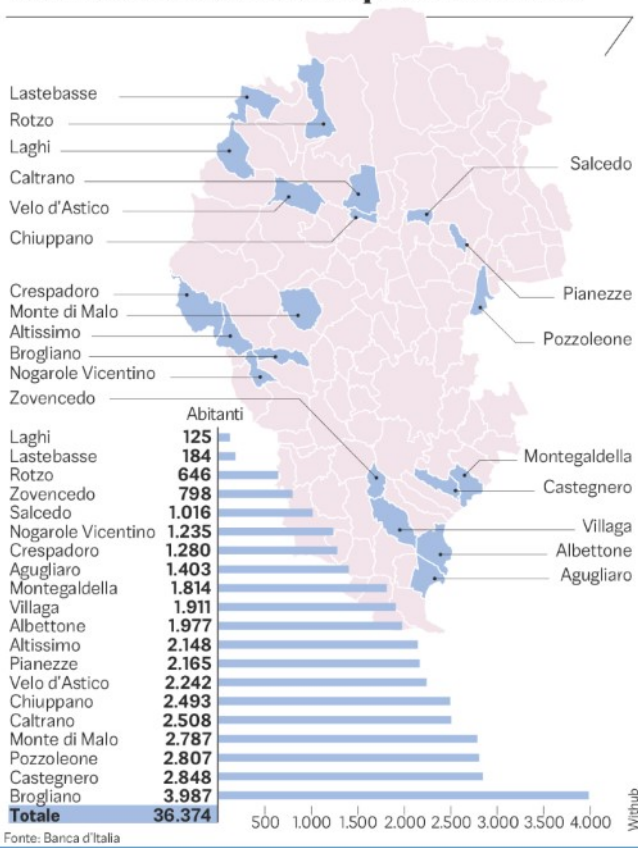 Lastebasse
Rotzo
Laghi
Caltrano
Velo d'Astico
Chiuppano
Salcedo
Pianezze
Pozzoleone
Crespadoro
Monte di Malo
Altissimo
Brogliano
Nogarole Vicentino
Zovencedo
Montegaldella
Castegnero
Villaga
Albettone
Agugliaro
Abitanti
Laghi 125
Lastebasse 184
Rotzo 646
Zovencedo 798
Salcedo 1.016
Nogarole Vicentino 1.235
Crespadoro 1.280
Agugliaro 1.403
Montegaldella 1.814
Villaga 1.911
Albettone 1.977
Altissimo 2.148
Pianezze 2.165
Velo d'Astico 2.242
Chiuppano 2.493
Caltrano 2.508
Monte di Malo 2.787
Pozzoleone 2.807
Castegnero 2.848
Brogliano 3.987
Totale 36.374
500 1.000 1.500 2.000 2.500 3.000 3.500 4.000
Fonte: Banca d'Italia
Withub